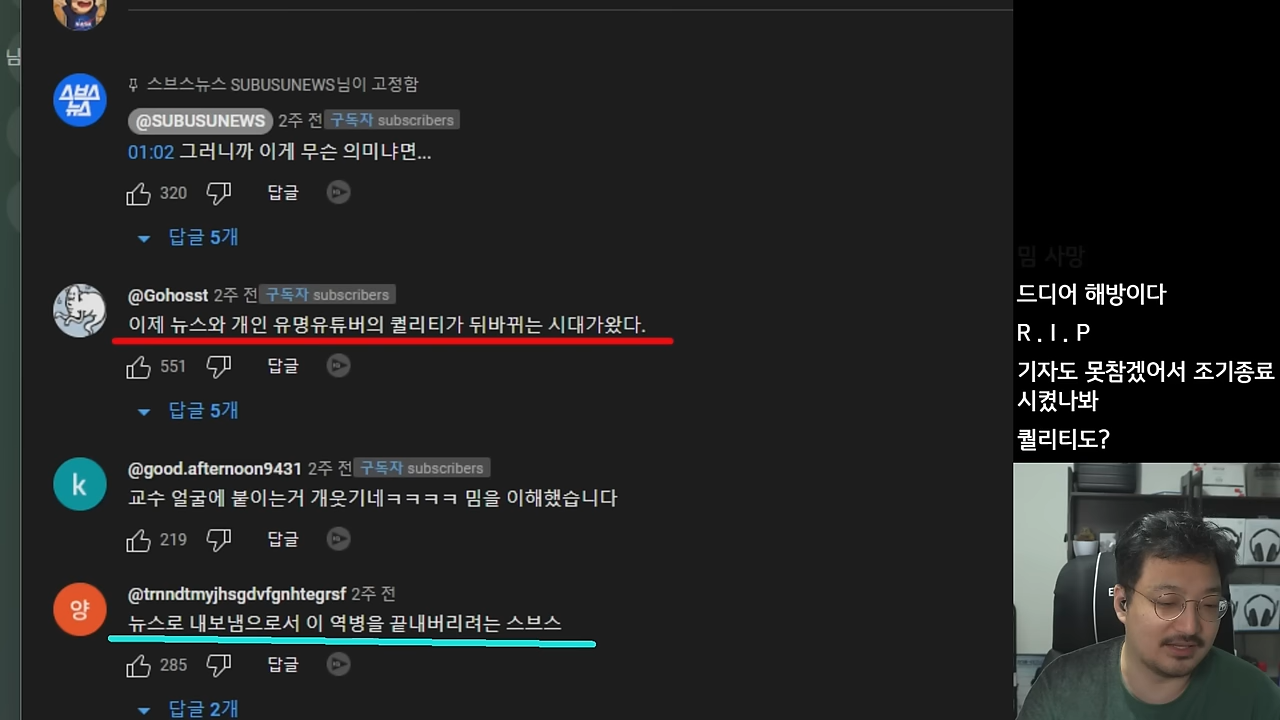 님
NASA
스브스
뉴스
스브스뉴스 SUBUSUNEWS님이 고정함
@SUBUSUNEWS 2주 전 구독자 subscribers
01:02 그러니까 이게 무슨 의미냐면...
320 답글
답글 5개
@Gohosst 2주 전 구독자 subscribers
이제 뉴스와 개인 유명유튜버의 퀄리티가 뒤바뀌는 시대가왔다.
551 답글
답글 5개
k
@good.afternoon9431 2주 전 구독자 subscribers
교수 얼굴에 붙이는거 개웃기네ㅋㅋㅋㅋ 밈을 이해했습니다
219 답글
양
@trnndtmyjhsgdvfgnhtegrsf 2주 전
뉴스로 내보냄으로서 이 역병을 끝내버리려는 스브스
285 답글
답글 2개
밈 사망
드디어 해방이다
R . I . P
기자도 못참겠어서 조기종료
시켰나봐
퀄리티도?